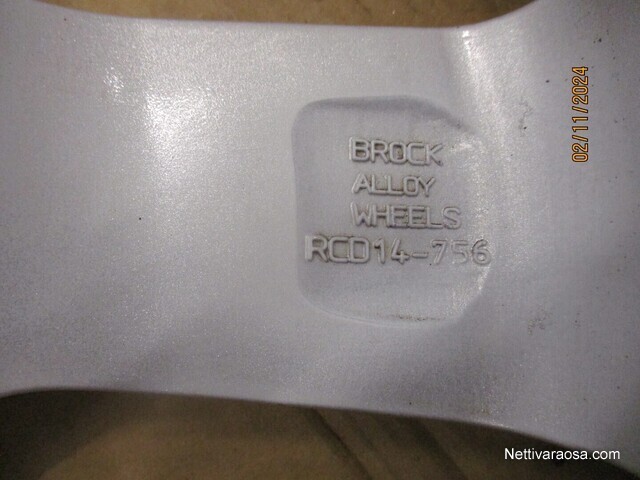 BROCK
ALLOY
WHEELS
RCD14-756
02/11/2024
Nettivaraosa.com